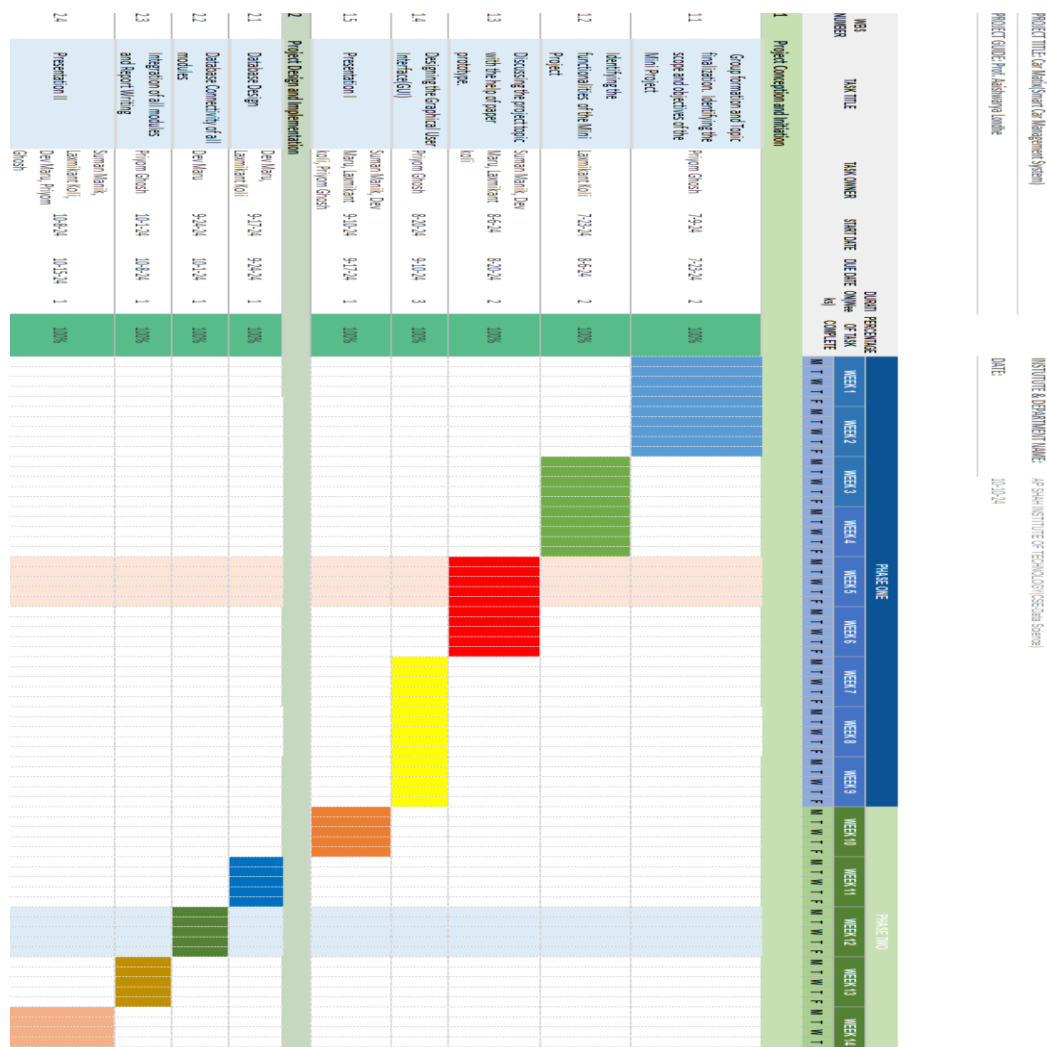 PROJECT TITLE: Car Mobi(Smart Car Management System)
INSTUTUTE & DEPARTMENT NAME: AP SHAH INSTITUTE OF TECHNOLOGY(CSE-Data Science)
PROJECT GUIDE: Prof. Aaishwarya Londhe
DATE: 10-10-24
PHASE ONE PHASE TWO
WBS NUMBER TASK TITLE TASK OWNER START DATE DUE DATE DURATI ON(Wee ks) PERCENTAGE OF TASK COMPLETE
WEEK 1 WEEK 2 WEEK 3 WEEK 4 WEEK 5 WEEK 6 WEEK 7 WEEK 8 WEEK 9 WEEK 10 WEEK 11 WEEK 12 WEEK 13 WEEK 14
M T W T F M T W T F M T W T F M T W T F M T W T F M T W T F M T W T F M T W T F M T W T F M T W T F M T W T F M T W T F M T W T F M T W T
1 Project Conception and Initiation
1.1 Group formation and Topic
finalization. Identifying the
scope and objectives of the
Mini Project
Priyom Ghosh 7-9-24 7-23-24 2 100%
1.2 Identifying the
functionalities of the Mini
Project
Laxmikant Koli 7-23-24 8-6-24 2 100%
1.3 Discussing the project topic
with the help of paper
prototype.
Suman Manik, Dev
Maru, Laxmikant
koli
8-6-24 8-20-24 2 100%
1.4 Designing the Graphical User
Interface(GUI)
Priyom Ghosh 8-20-24 9-10-24 3 100%
1.5 Presentation I
Suman Manik, Dev
Maru, Laxmikant
koli, Priyom Ghosh
9-10-24 9-17-24 1 100%
2 Project Design and Implementation
2.1 Database Design
Dev Maru,
Laxmikant Koli
9-17-24 9-24-24 1 100%
2.2 Database Connectivity of all
modules
Dev Maru 9-24-24 10-1-24 1 100%
2.3 Integration of all modules
and Report Writing
Priyom Ghosh 10-1-24 10-8-24 1 100%
2.4 Presentation II
Suman Manik,
Laxmikant Koli,
Dev Maru, Priyom
Ghosh
10-8-24 10-15-24 1 100%